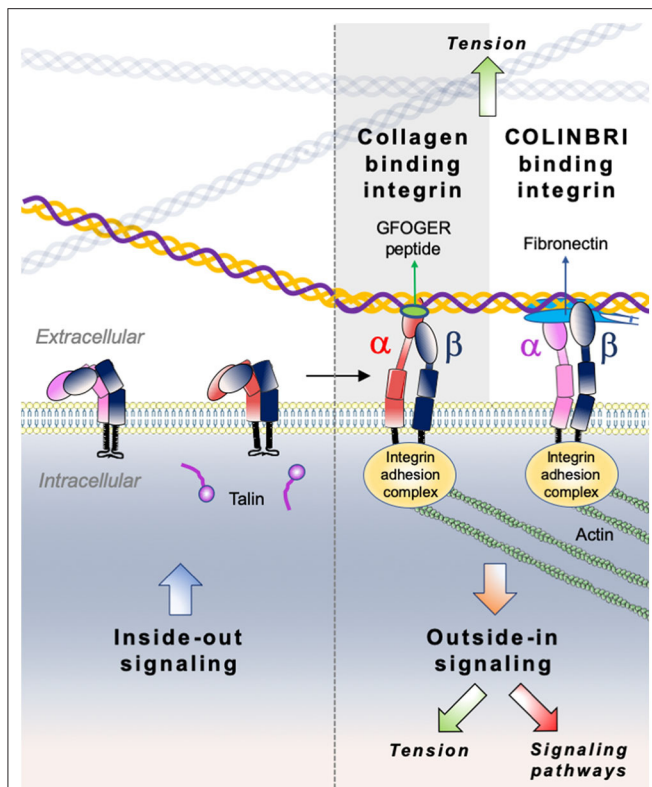 Tension
Collagen
binding
integrin
COLINBRI
binding
integrin
GFOGER
peptide
Fibronectin
Extracellular
α
β
α
β
Intracellular
Talin
Integrin
adhesion
complex
Integrin
adhesion
complex
Actin
Inside-out
signaling
Outside-in
signaling
Tension
Signaling
pathways